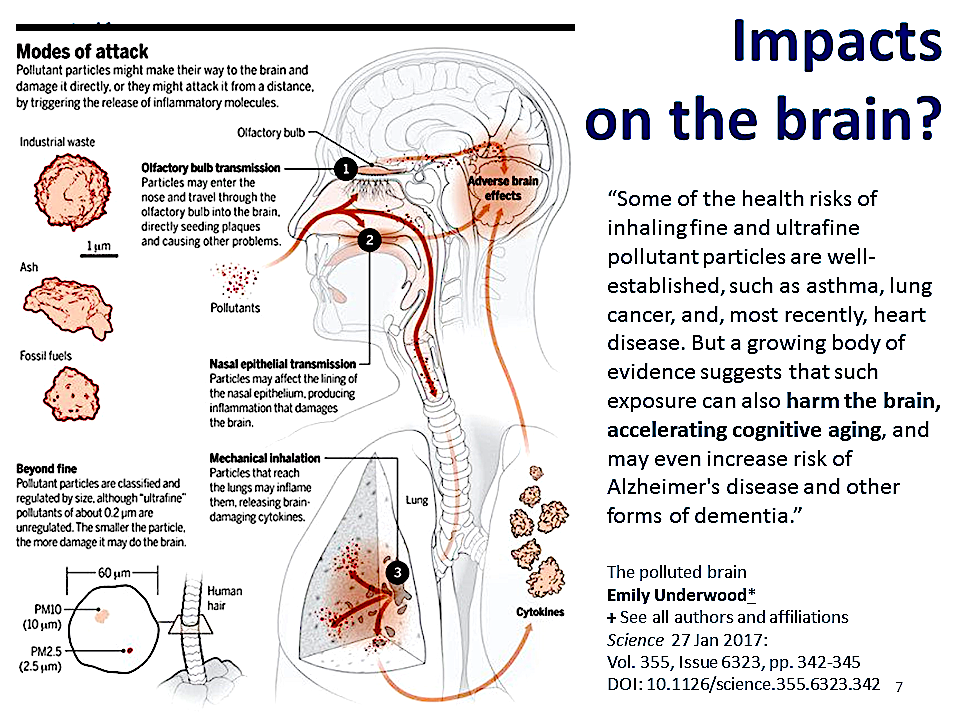 Impacts
on the brain?
Modes of attack
Pollutant particles might make their way to the brain and
damage it directly, or they might attack it from a distance,
by triggering the release of inflammatory molecules.
Industrial waste
1 µm
Ash
Fossil fuels
Olfactory bulb
Olfactory bulb transmission
Particles may enter the
nose and travel through the
olfactory bulb into the brain,
directly seeding plaques
and causing other problems.
1
2
Adverse brain
effects
Pollutants
Nasal epithelial transmission
Particles may affect the lining of
the nasal epithelium, producing
inflammation that damages
the brain.
Mechanical inhalation
Particles that reach
the lungs may inflame
them, releasing brain-
damaging cytokines.
Lung
3
Cytokines
Beyond fine
Pollutant particles are classified and
regulated by size, although "ultrafine"
pollutants of about 0.2 µm are
unregulated. The smaller the particle,
the more damage it may do the brain.
60 µm
PM10
(10 µm)
PM2.5
(2.5 µm)
Human
hair
“Some of the health risks of
inhaling fine and ultrafine
pollutant particles are well-
established, such as asthma, lung
cancer, and, most recently, heart
disease. But a growing body of
evidence suggests that such
exposure can also harm the brain,
accelerating cognitive aging, and
may even increase risk of
Alzheimer's disease and other
forms of dementia.”
The polluted brain
Emily Underwood*
+ See all authors and affiliations
Science 27 Jan 2017:
Vol. 355, Issue 6323, pp. 342-345
DOI: 10.1126/science.355.6323.342
7